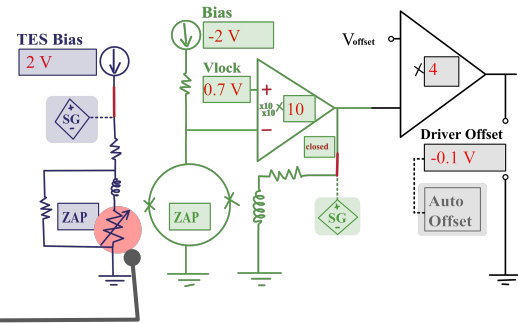 Bias
-2 V
TES Bias
2 V
V offset
Vlock
0.7 V
+
x10
x10
10
−
4
+
SG
−
closed
Driver Offset
-0.1 V
ZAP
ZAP
+
SG
−
Auto
Offset